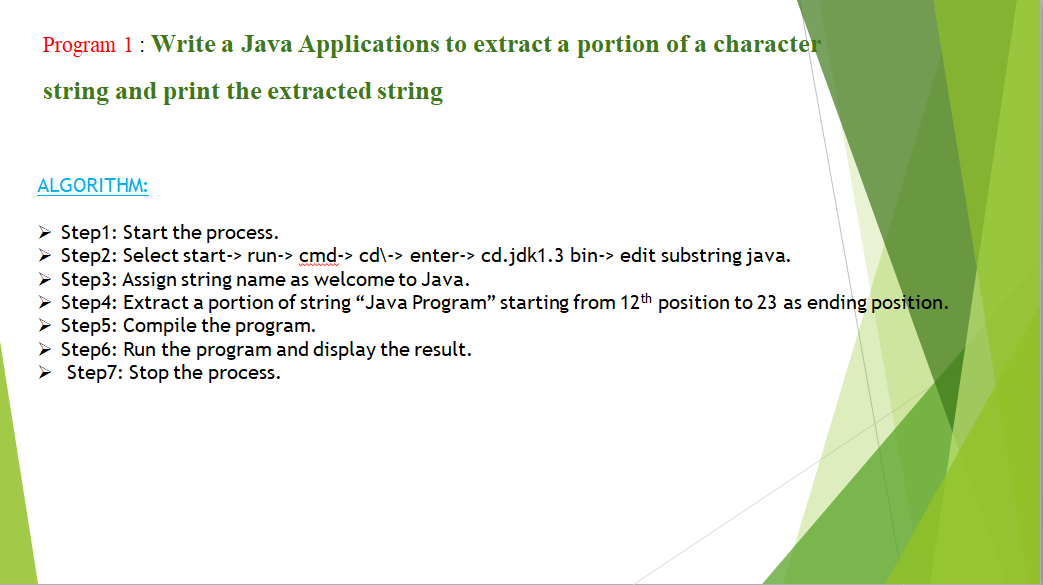 Program 1 : Write a Java Applications to extract a portion of a character
string and print the extracted string
ALGORITHM:
➢ Step1: Start the process.
➢ Step2: Select start-> run-> cmd-> cd\-> enter-> cd.jdk1.3 bin-> edit substring java.
➢ Step3: Assign string name as welcome to Java.
➢ Step4: Extract a portion of string “Java Program” starting from 12th position to 23 as ending position.
➢ Step5: Compile the program.
➢ Step6: Run the program and display the result.
➢ Step7: Stop the process.